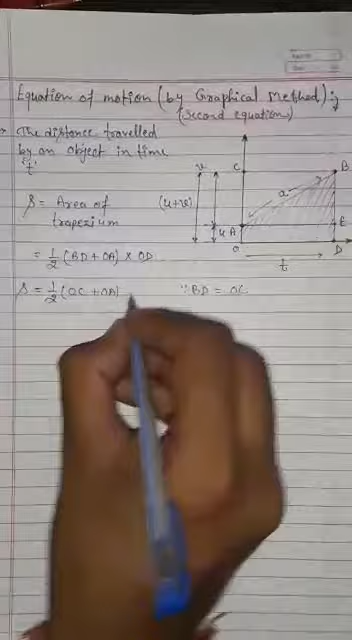 Equation of motion (by Graphical Method):
(second equation)
The distance travelled
by an object in time
't'
S = Area of
trapezium
= 1/2 (BD + OA) × OD
S = 1/2 (OC + OA)
∵ BD = OC
v
C
B
(u+v)
a
u
A
E
O
D
t